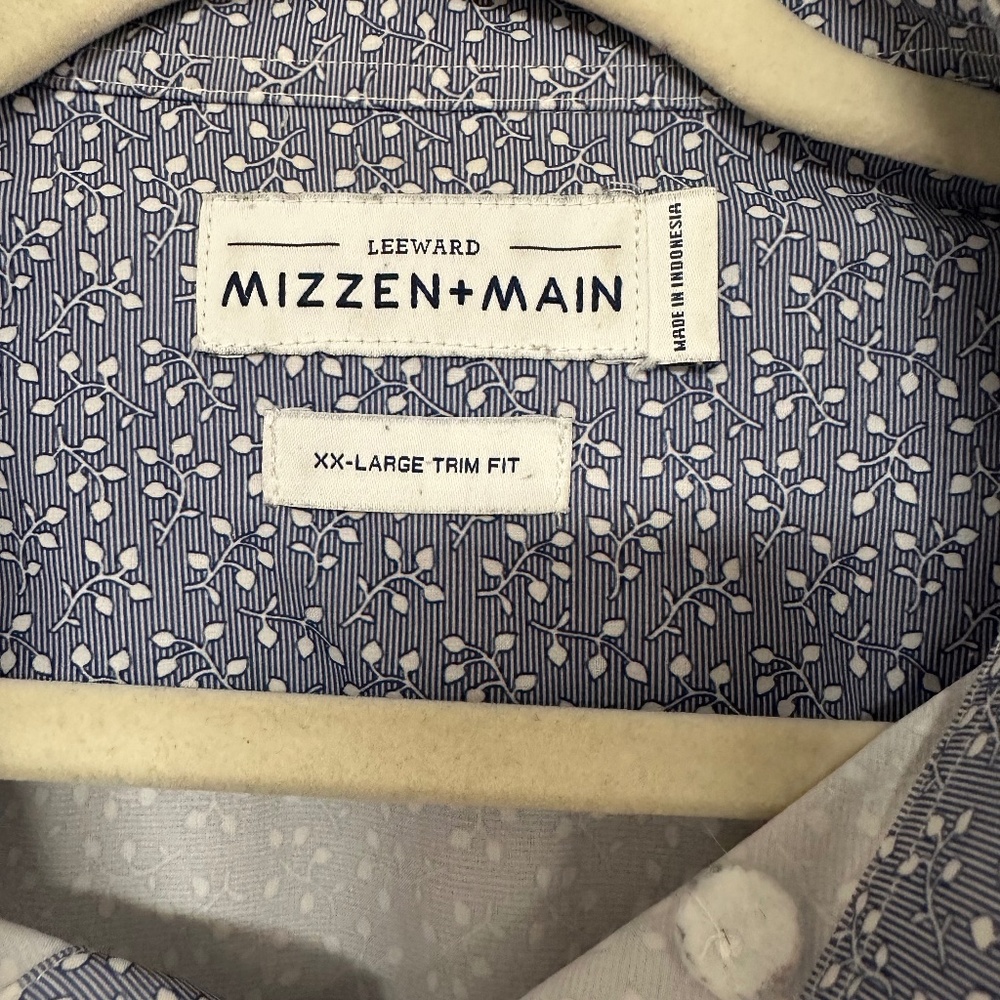 LEEWARD
MIZZEN+MAIN
MADE IN INDONESIA
XX-LARGE TRIM FIT